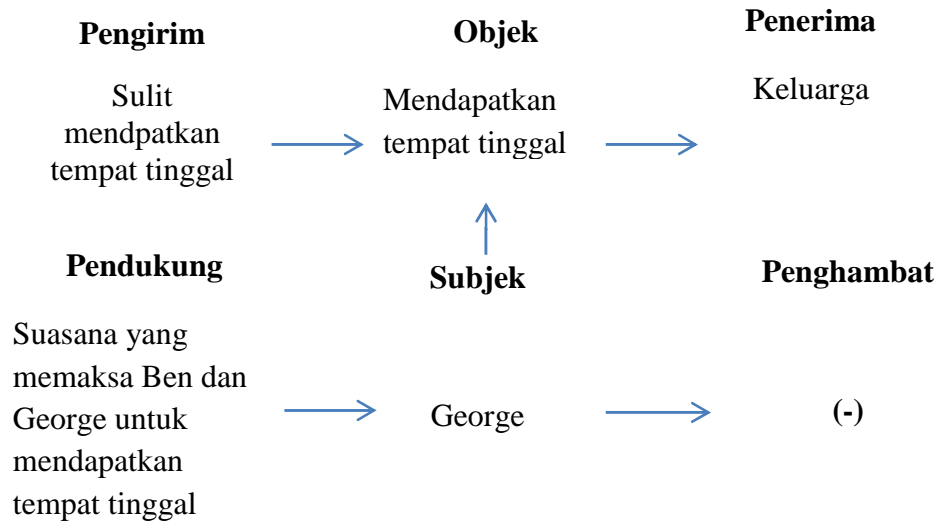 Pengirim
Objek
Penerima
Sulit
mendpatkan
tempat tinggal
Mendapatkan
tempat tinggal
Keluarga
Pendukung
Subjek
Penghambat
Suasana yang
memaksa Ben dan
George untuk
mendapatkan
tempat tinggal
George
(-)